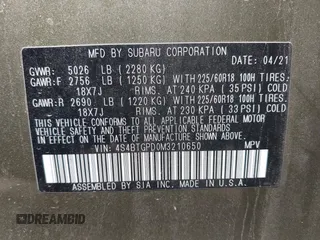 MFD. BY SUBARU CORPORATION 04/21
GVWR: 5026 LB (2280 KG)
GAWR:F 2756 LB (1250 KG) WITH 225/60R18 100H TIRES,
18X7J RIMS, AT 240 KPA (35 PSI) COLD
GAWR:R 2690 LB (1220 KG) WITH 225/60R18 100H TIRES,
18X7J RIMS, AT 230 KPA (33 PSI) COLD
THIS VEHICLE CONFORMS TO ALL APPLICABLE
FEDERAL MOTOR VEHICLE SAFETY, BUMPER, AND
THEFT PREVENTION STANDARDS IN EFFECT ON THE
DATE OF MANUFACTURE SHOWN ABOVE.
VIN: 4S4BTGPD0M3210650 MPV
ASSEMBLED BY SIA INC. IN U.S.A.
DREAMBID